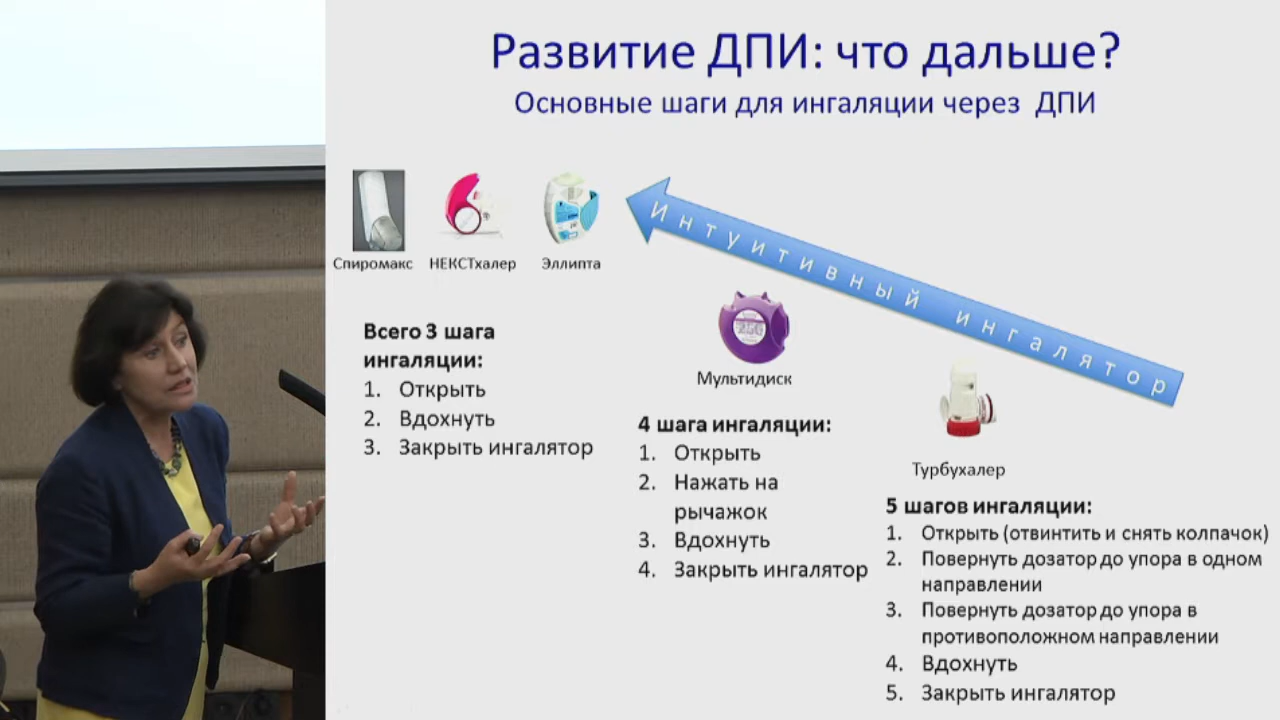 Развитие ДПИ: что дальше?
Основные шаги для ингаляции через ДПИ
Интуитивный ингалятор
Спиромакс
НЕКСТхалер
Эллипта
Всего 3 шага
ингаляции:
1. Открыть
2. Вдохнуть
3. Закрыть ингалятор
Мультидиск
4 шага ингаляции:
1. Открыть
2. Нажать на
рычажок
3. Вдохнуть
4. Закрыть ингалятор
Турбухалер
5 шагов ингаляции:
1. Открыть (отвинтить и снять колпачок)
2. Повернуть дозатор до упора в одном
направлении
3. Повернуть дозатор до упора в
противоположном направлении
4. Вдохнуть
5. Закрыть ингалятор